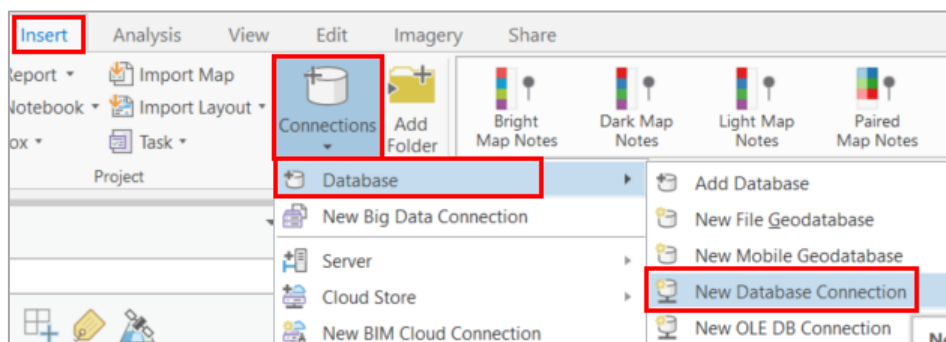 Insert Analysis View Edit Imagery Share
Report Import Map
Notebook Import Layout
ox Task
Project
Connections
Add
Folder
Bright
Map Notes
Dark Map
Notes
Light Map
Notes
Paired
Map Notes
Database
New Big Data Connection
Server
Cloud Store
New BIM Cloud Connection
Add Database
New File Geodatabase
New Mobile Geodatabase
New Database Connection
New OLE DB Connection